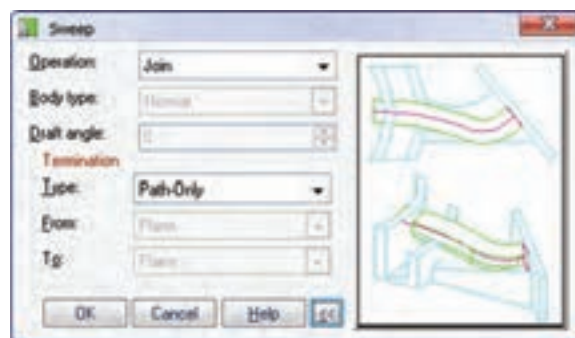 Sweep
Operation: Join
Body type: Normal
Draft angle: 0
Termination
Type: Path-Only
From: Plane
To: Plane
OK Cancel Help <<